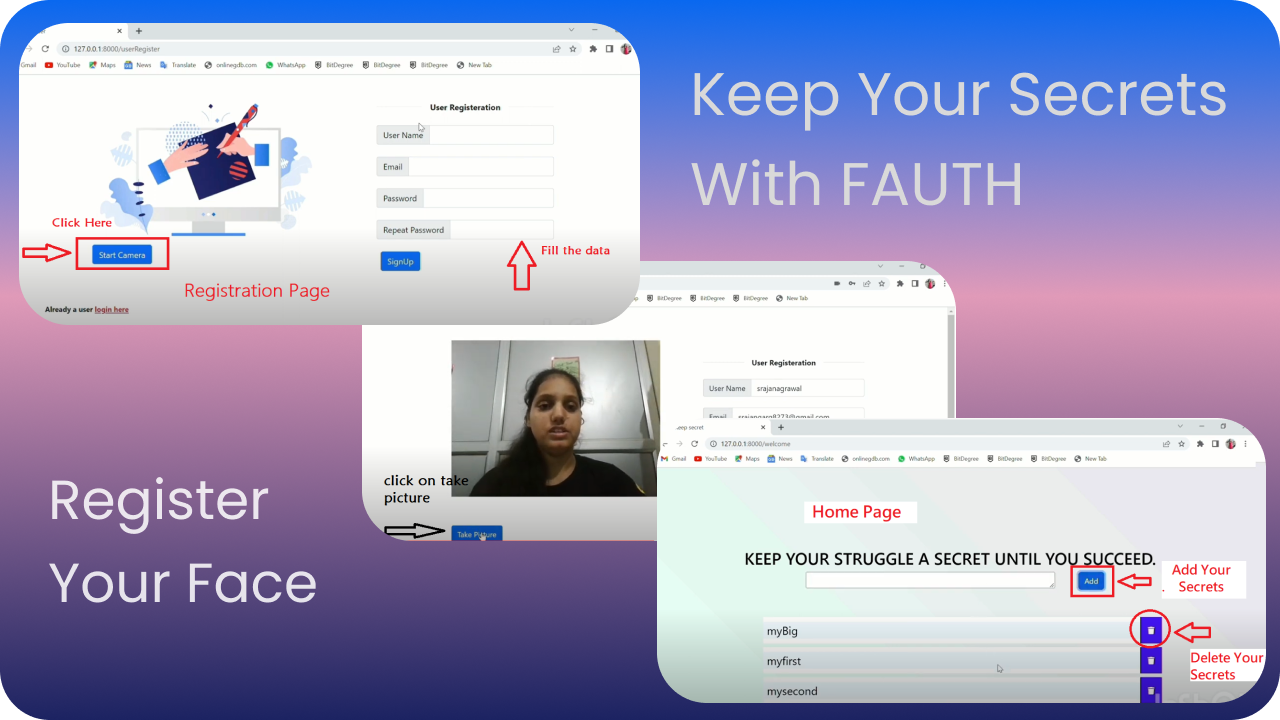 Keep Your Secrets
With FAUTH
127.0.0.1:8000/userRegister
Gmail YouTube Maps News Translate onlinegdb.com WhatsApp BitDegree BitDegree BitDegree New Tab
User Registeration
User Name
Email
Password
Repeat Password
SignUp
Click Here
Start Camera
Fill the data
Registration Page
Already a user login here
BitDegree BitDegree BitDegree New Tab
User Registeration
User Name srajanagrawal
Email srajangarg8273@gmail.com
click on take
picture
Take Picture
Register
Your Face
keep secret
127.0.0.1:8000/welcome
Gmail YouTube Maps News Translate onlinegdb.com WhatsApp BitDegree BitDegree BitDegree New Tab
Home Page
KEEP YOUR STRUGGLE A SECRET UNTIL YOU SUCCEED.
Add
Add Your
. Secrets
myBig
myfirst
mysecond
Delete Your
Secrets